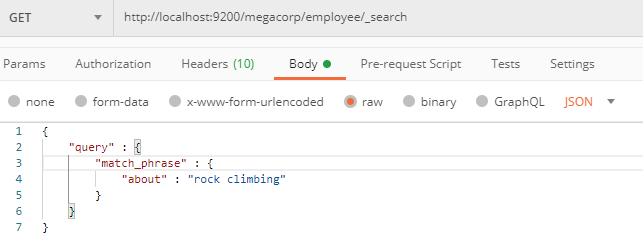 GET http://localhost:9200/megacorp/employee/_search
Params Authorization Headers (10) Body Pre-request Script Tests Settings
none form-data x-www-form-urlencoded raw binary GraphQL JSON
1 {
2 "query" : {
3 "match_phrase" : {
4 "about" : "rock climbing"
5 }
6 }
7 }